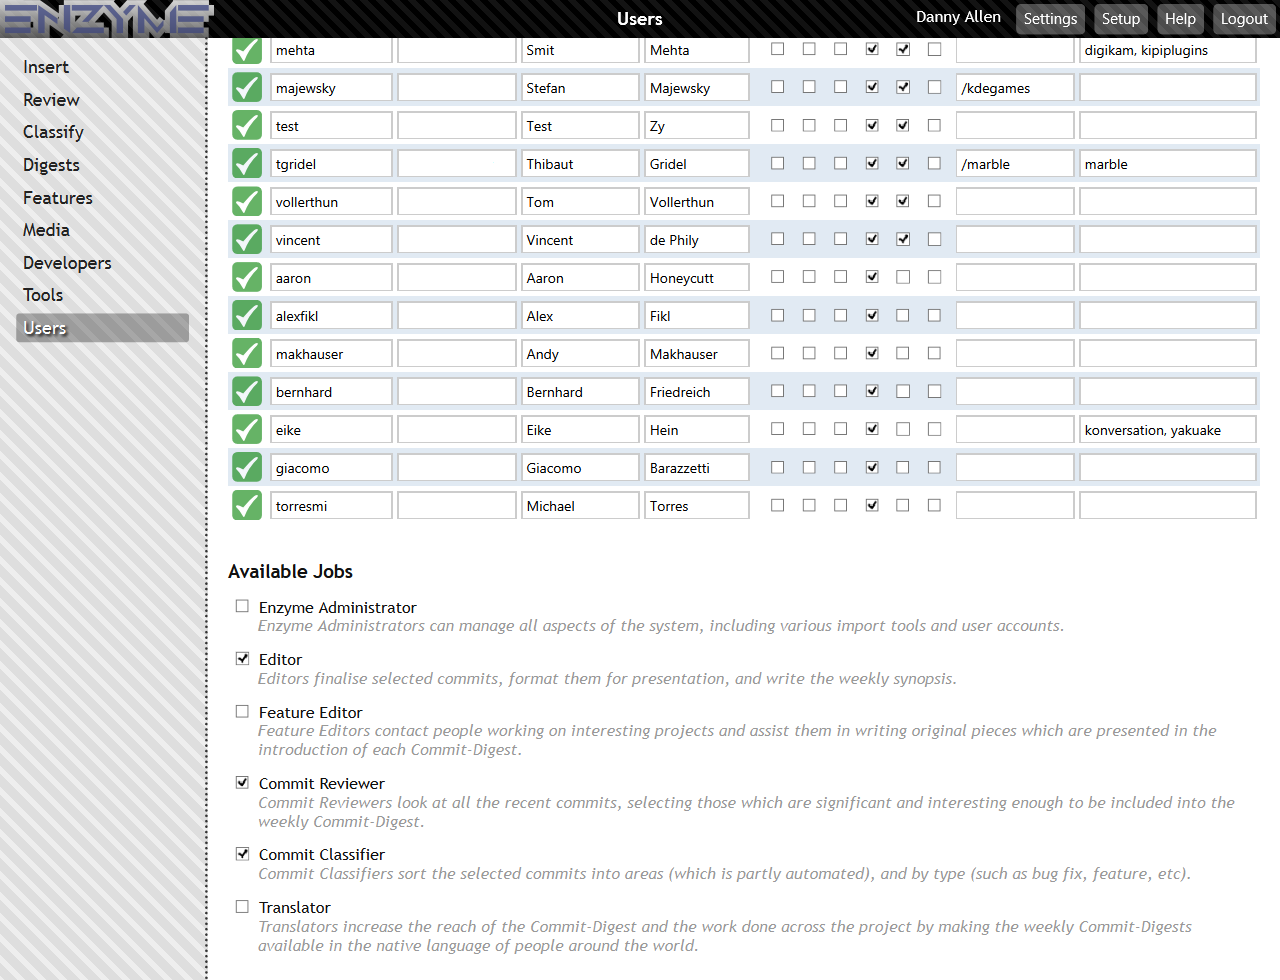 ENZYME
Users
Danny Allen
Settings
Setup
Help
Logout
Insert
Review
Classify
Digests
Features
Media
Developers
Tools
Users
mehta Smit Mehta digikam, kipiplugins
majewsky Stefan Majewsky /kdegames
test Test Zy
tgridel Thibaut Gridel /marble marble
vollerthun Tom Vollerthun
vincent Vincent de Phily
aaron Aaron Honeycutt
alexfikl Alex Fikl
makhauser Andy Makhauser
bernhard Bernhard Friedreich
eike Eike Hein konversation, yakuake
giacomo Giacomo Barazzetti
torresmi Michael Torres
Available Jobs
Enzyme Administrator
Enzyme Administrators can manage all aspects of the system, including various import tools and user accounts.
Editor
Editors finalise selected commits, format them for presentation, and write the weekly synopsis.
Feature Editor
Feature Editors contact people working on interesting projects and assist them in writing original pieces which are presented in the
introduction of each Commit-Digest.
Commit Reviewer
Commit Reviewers look at all the recent commits, selecting those which are significant and interesting enough to be included into the
weekly Commit-Digest.
Commit Classifier
Commit Classifiers sort the selected commits into areas (which is partly automated), and by type (such as bug fix, feature, etc).
Translator
Translators increase the reach of the Commit-Digest and the work done across the project by making the weekly Commit-Digests
available in the native language of people around the world.